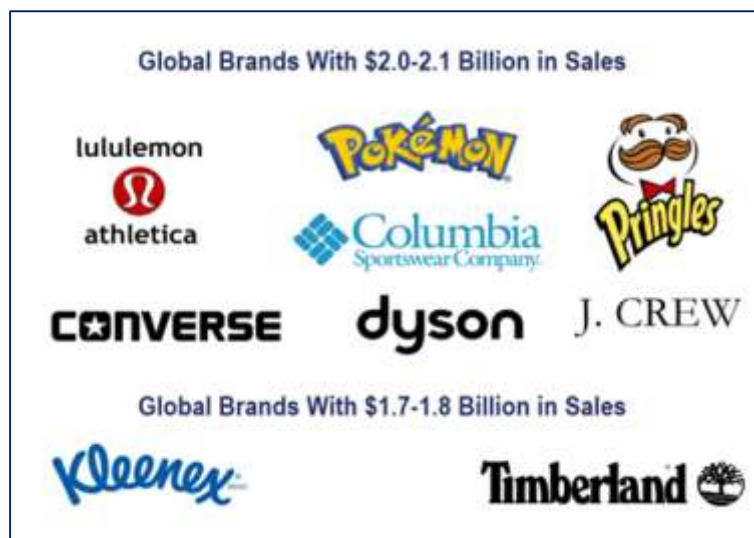 Global Brands With $2.0-2.1 Billion in Sales
lululemon
athletica
POKéMON
Pringles
Columbia
Sportswear Company
CONVERSE
dyson
J. CREW
Global Brands With $1.7-1.8 Billion in Sales
Kleenex
Timberland